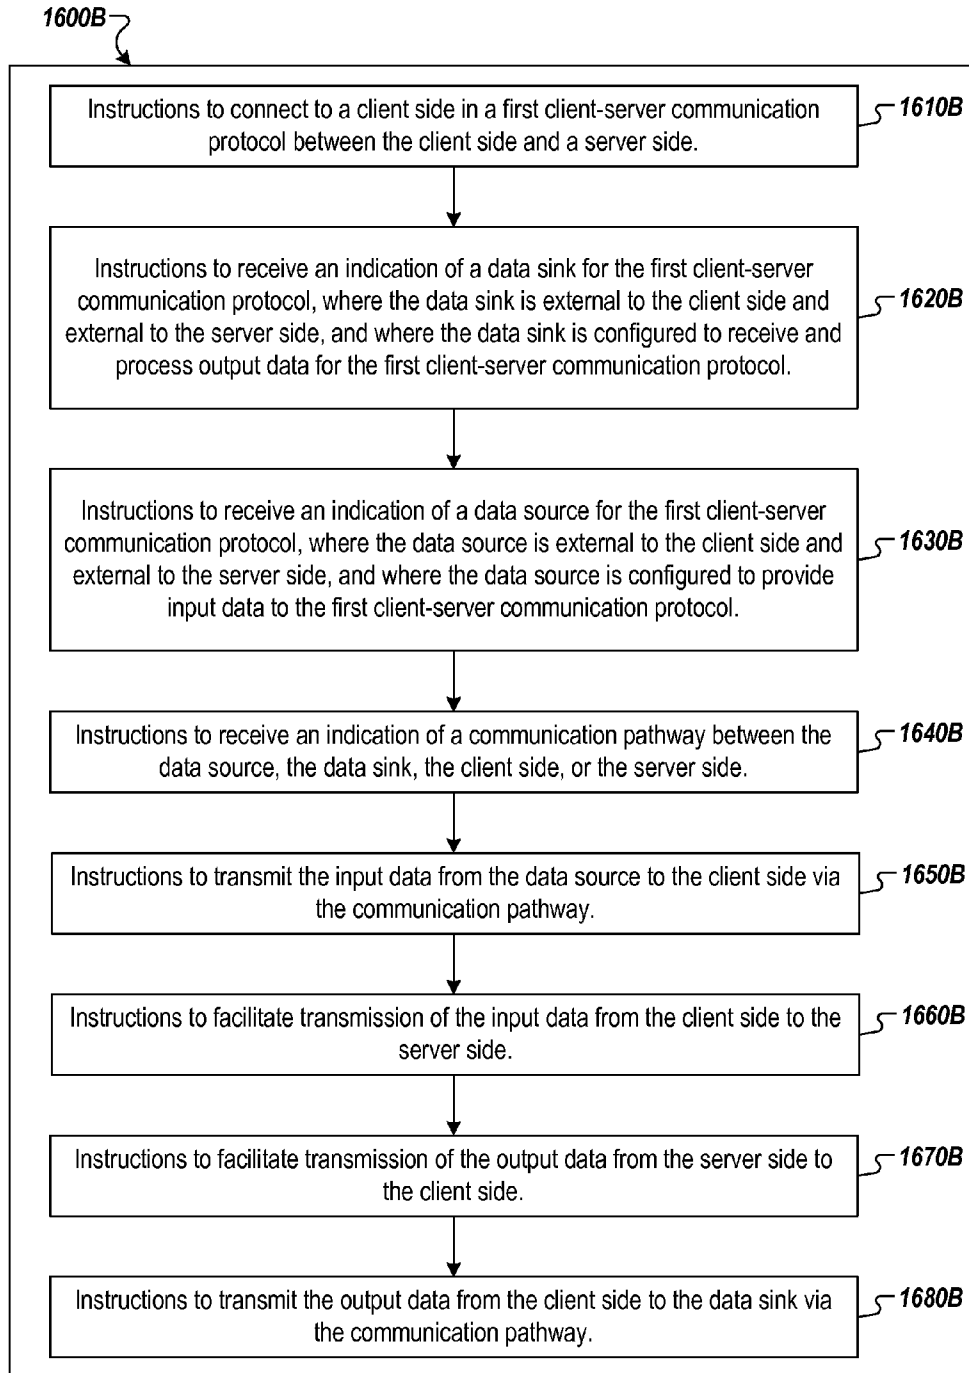 1600B
Instructions to connect to a client side in a first client-server communication
protocol between the client side and a server side.
1610B
Instructions to receive an indication of a data sink for the first client-server
communication protocol, where the data sink is external to the client side and
external to the server side, and where the data sink is configured to receive and
process output data for the first client-server communication protocol.
1620B
Instructions to receive an indication of a data source for the first client-server
communication protocol, where the data source is external to the client side and
external to the server side, and where the data source is configured to provide
input data to the first client-server communication protocol.
1630B
Instructions to receive an indication of a communication pathway between the
data source, the data sink, the client side, or the server side.
1640B
Instructions to transmit the input data from the data source to the client side via
the communication pathway.
1650B
Instructions to facilitate transmission of the input data from the client side to the
server side.
1660B
Instructions to facilitate transmission of the output data from the server side to
the client side.
1670B
Instructions to transmit the output data from the client side to the data sink via
the communication pathway.
1680B